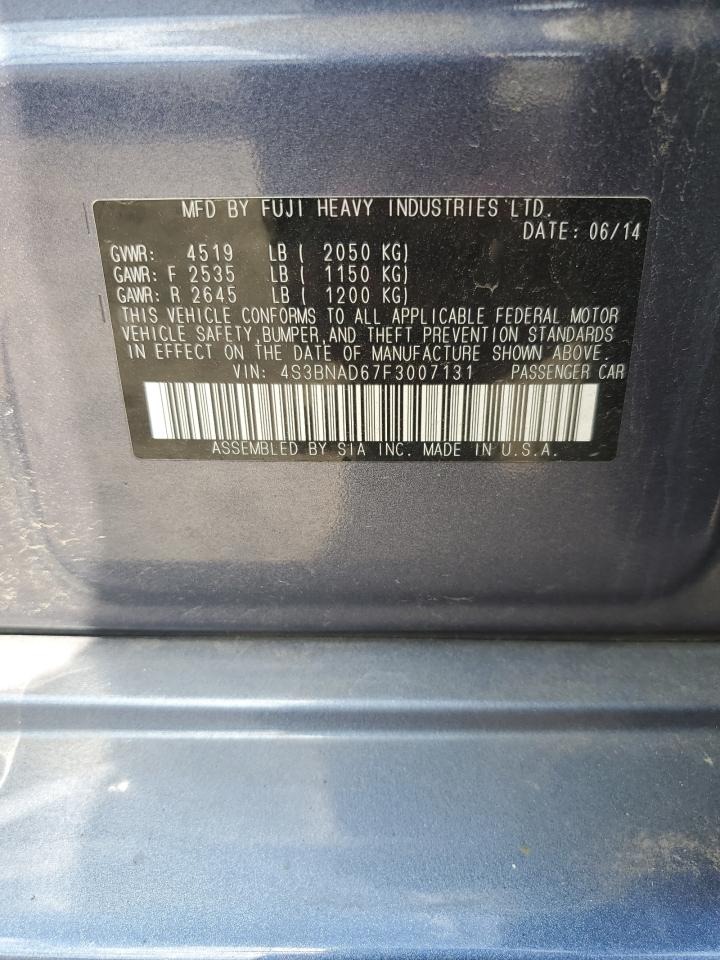 MFD BY FUJI HEAVY INDUSTRIES LTD.
DATE: 06/14
GVWR: 4519 LB ( 2050 KG)
GAWR: F 2535 LB ( 1150 KG)
GAWR: R 2645 LB ( 1200 KG)
THIS VEHICLE CONFORMS TO ALL APPLICABLE FEDERAL MOTOR
VEHICLE SAFETY,BUMPER,AND THEFT PREVENTION STANDARDS
IN EFFECT ON THE DATE OF MANUFACTURE SHOWN ABOVE.
VIN: 4S3BNAD67F3007131 PASSENGER CAR
ASSEMBLED BY SIA INC. MADE IN U.S.A.